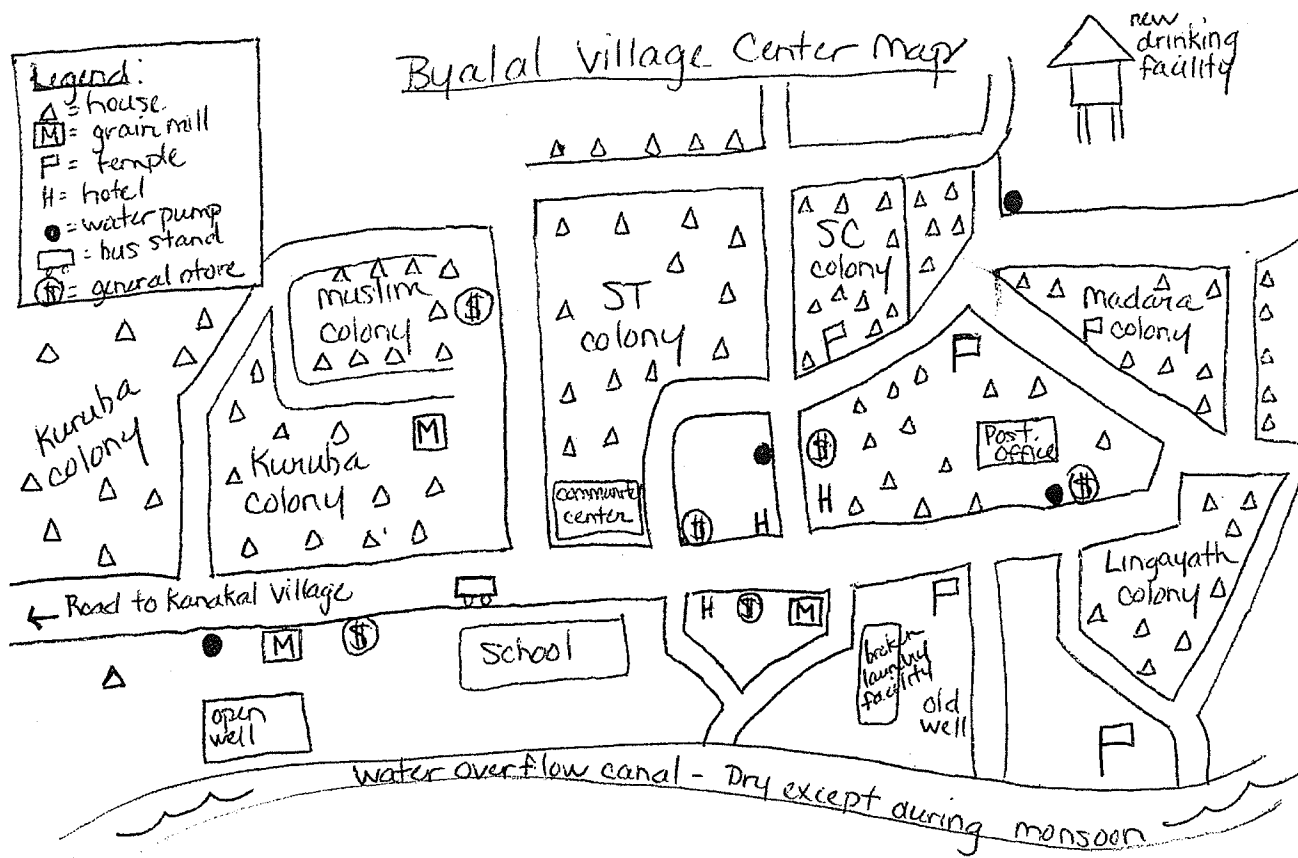 Byalal Village Center Map
new
drinking
facility
Legend:
△ = house
M = grain mill
= temple
H = hotel
● = water pump
= bus stand
$ = general store
muslim
colony
$
ST
colony
SC
colony
madara
colony
Kuruba
colony
Kuruba
colony
M
community
center
$
H
$
H
Post
Office
$
Lingayath
colony
← Road to Kanakal Village
M
$
School
H
$
M
broken
laundry
facility
old
well
open
well
water overflow canal - Dry except during monsoon